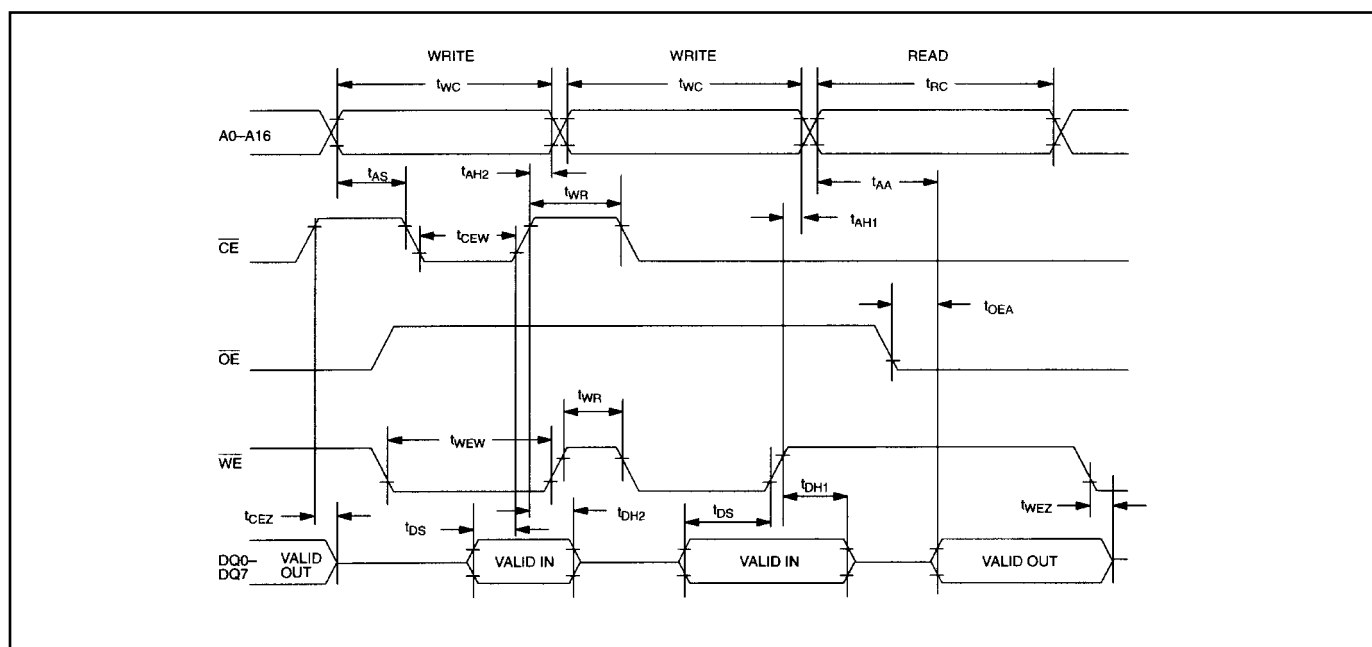 WRITE WRITE READ
tWC tWC tRC
A0–A16
tAS tAH2 tWR tAA
tAH1
CE tCEW
tOEA
OE
tWR
tWEW
WE
tDH1
tCEZ tDS tDH2 tDS tWEZ
DQ0– VALID VALID IN VALID IN VALID OUT
DQ7 OUT